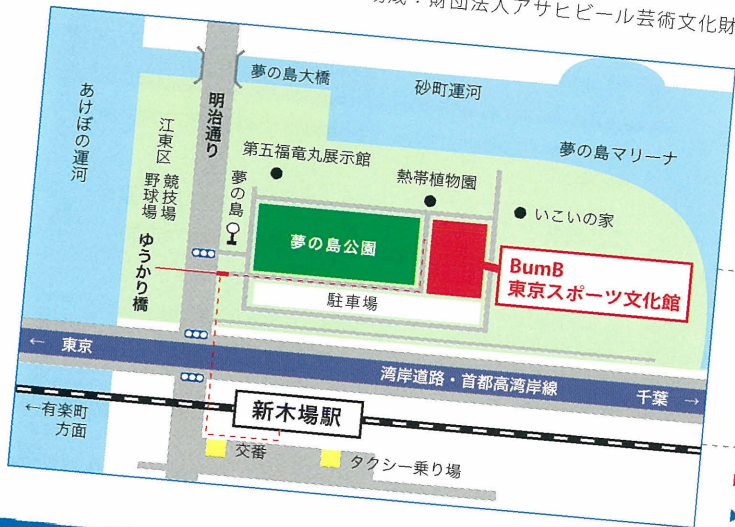 助成：財団法人アサヒビール芸術文化財
あけぼの運河
明治通り
夢の島大橋
砂町運河
夢の島マリーナ
江東区
競技場
野球場
第五福竜丸展示館
熱帯植物園
夢の島
いこいの家
ゆうかり橋
夢の島公園
BumB
東京スポーツ文化館
駐車場
← 東京
湾岸道路・首都高湾岸線
千葉 →
←有楽町
方面
新木場駅
交番
タクシー乗り場